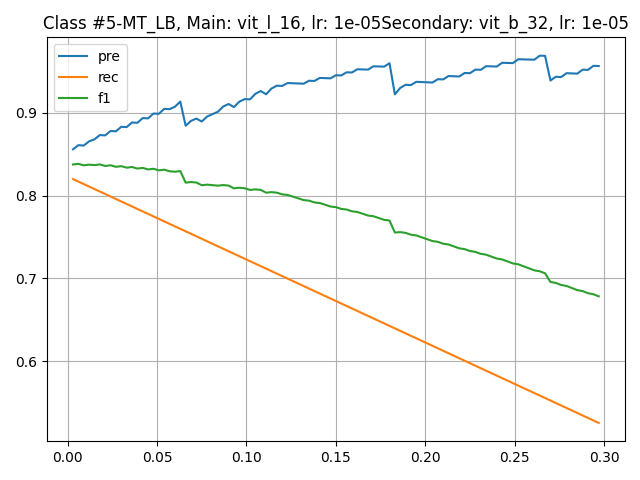 Class #5-MT_LB, Main: vit_l_16, lr: 1e-05Secondary: vit_b_32, lr: 1e-05
pre
rec
f1
0.9
0.8
0.7
0.6
0.00 0.05 0.10 0.15 0.20 0.25 0.30